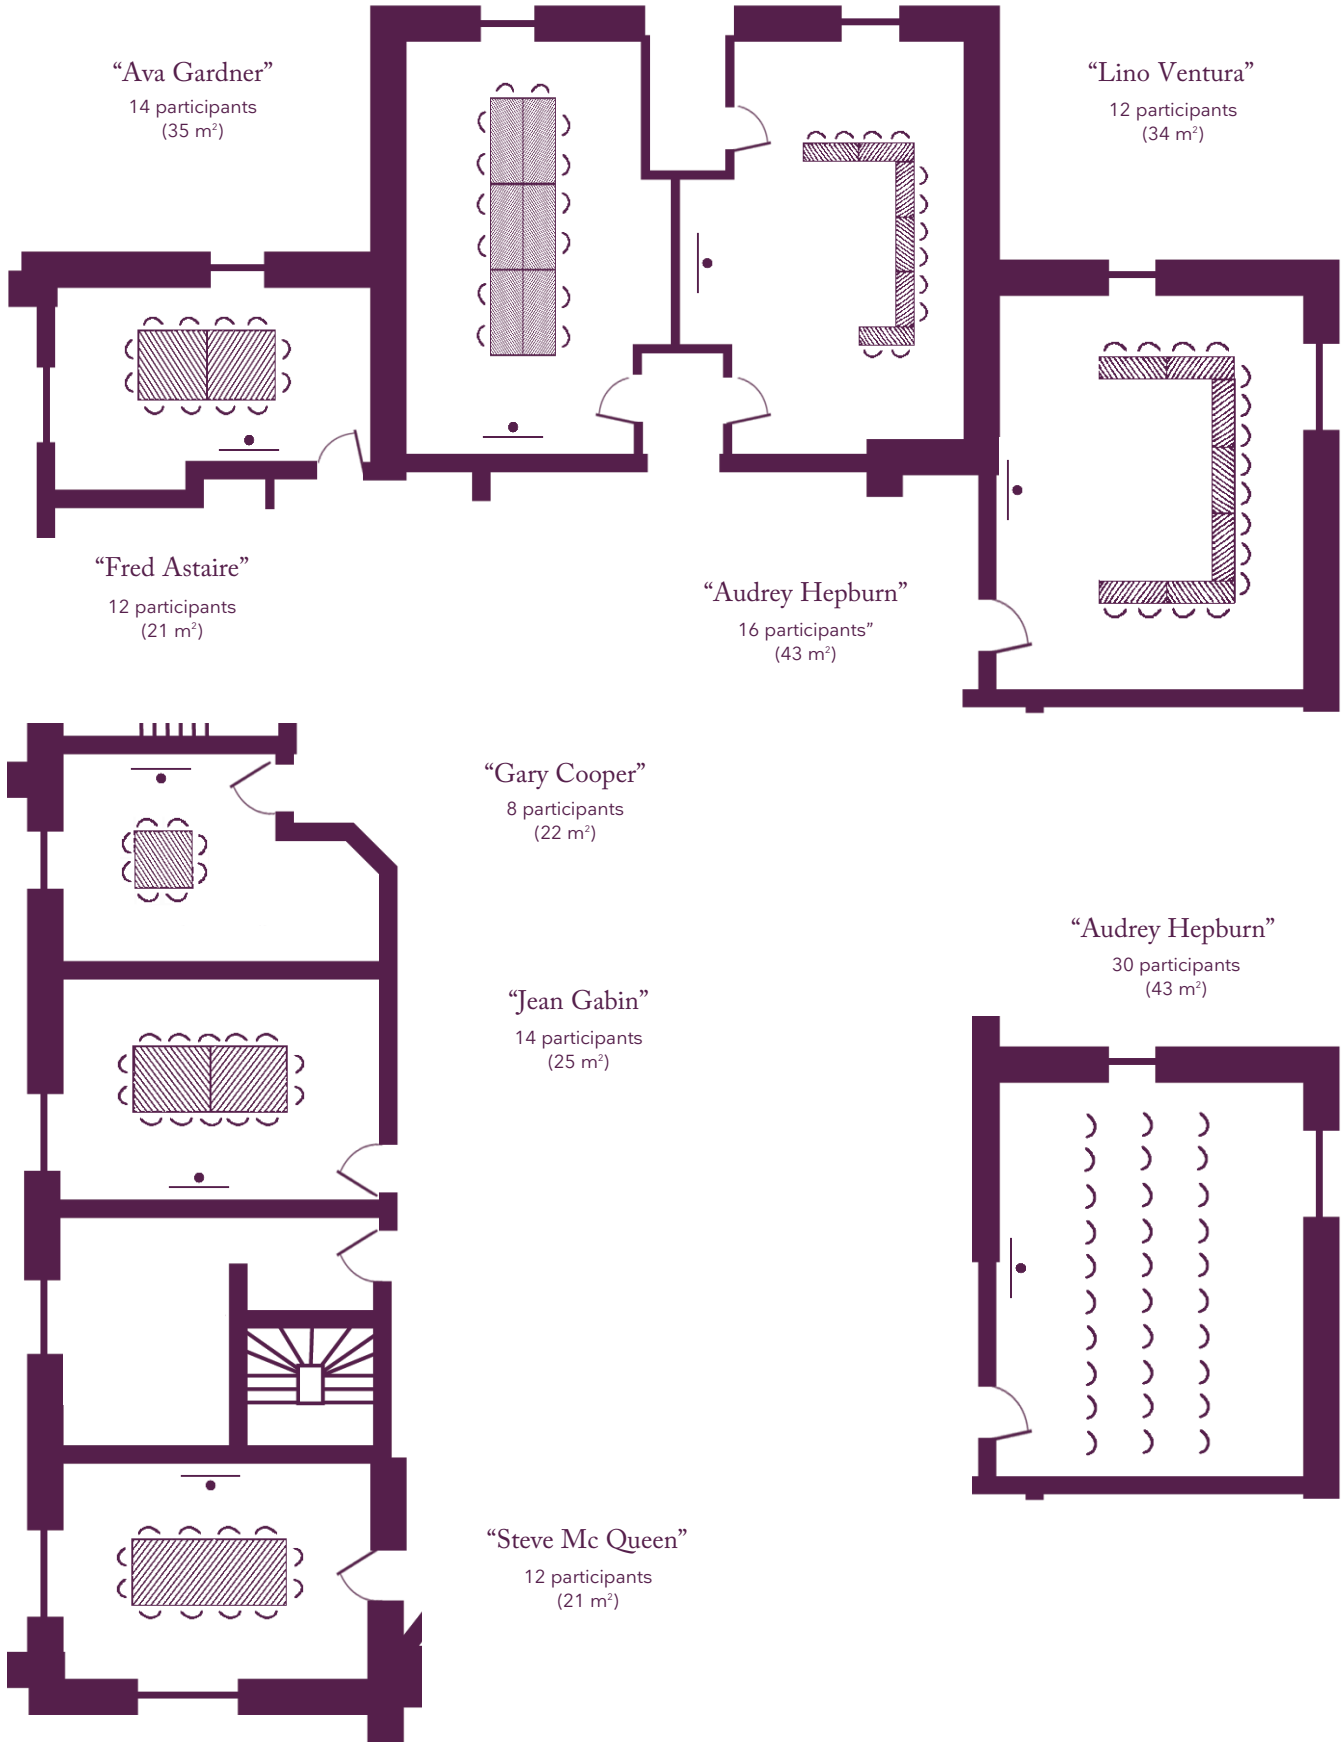 “Ava Gardner”
14 participants
(35 m²)
“Lino Ventura”
12 participants
(34 m²)
“Fred Astaire”
12 participants
(21 m²)
“Audrey Hepburn”
16 participants”
(43 m²)
“Gary Cooper”
8 participants
(22 m²)
“Audrey Hepburn”
30 participants
(43 m²)
“Jean Gabin”
14 participants
(25 m²)
“Steve Mc Queen”
12 participants
(21 m²)